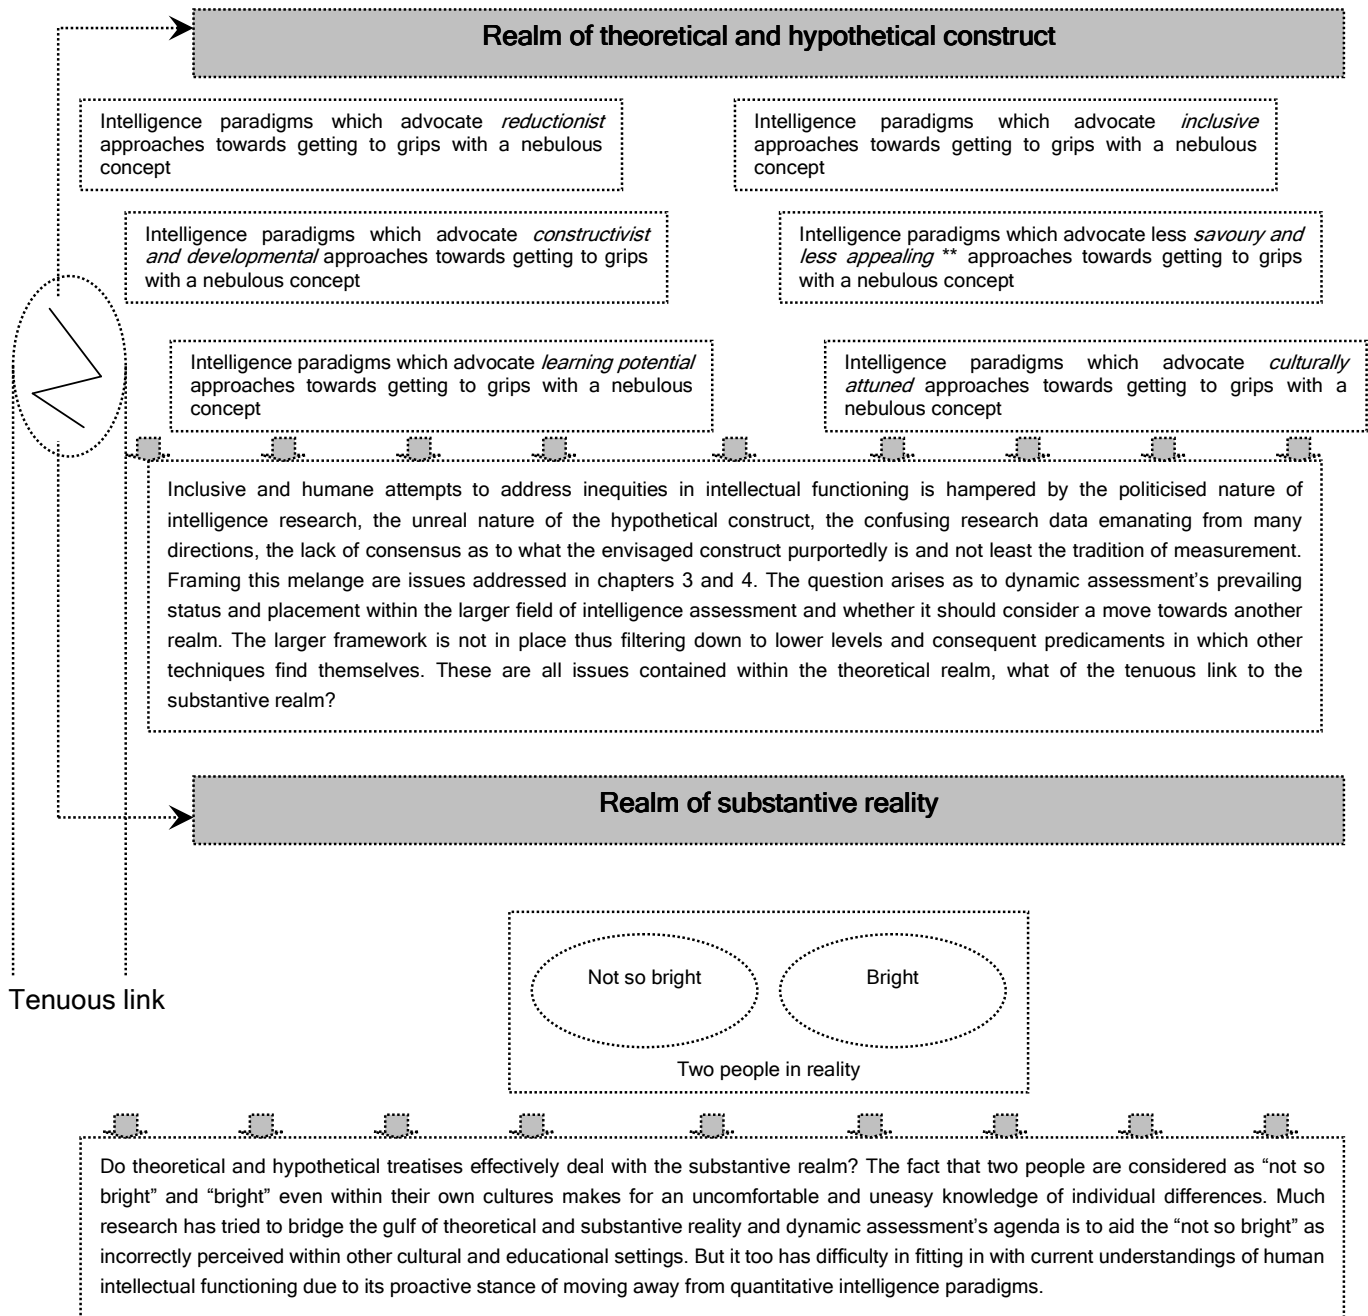 Realm of theoretical and hypothetical construct
Intelligence paradigms which advocate reductionist
approaches towards getting to grips with a nebulous
concept
Intelligence paradigms which advocate inclusive
approaches towards getting to grips with a nebulous
concept
Intelligence paradigms which advocate constructivist
and developmental approaches towards getting to grips
with a nebulous concept
Intelligence paradigms which advocate less savoury and
less appealing ** approaches towards getting to grips
with a nebulous concept
Intelligence paradigms which advocate learning potential
approaches towards getting to grips with a nebulous
concept
Intelligence paradigms which advocate culturally
attuned approaches towards getting to grips with a
nebulous concept
Inclusive and humane attempts to address inequities in intellectual functioning is hampered by the politicised nature of
intelligence research, the unreal nature of the hypothetical construct, the confusing research data emanating from many
directions, the lack of consensus as to what the envisaged construct purportedly is and not least the tradition of measurement.
Framing this melange are issues addressed in chapters 3 and 4. The question arises as to dynamic assessment's prevailing
status and placement within the larger field of intelligence assessment and whether it should consider a move towards another
realm. The larger framework is not in place thus filtering down to lower levels and consequent predicaments in which other
techniques find themselves. These are all issues contained within the theoretical realm, what of the tenuous link to the
substantive realm?
Realm of substantive reality
Not so bright
Bright
Tenuous link
Two people in reality
Do theoretical and hypothetical treatises effectively deal with the substantive realm? The fact that two people are considered as “not so
bright” and “bright” even within their own cultures makes for an uncomfortable and uneasy knowledge of individual differences. Much
research has tried to bridge the gulf of theoretical and substantive reality and dynamic assessment's agenda is to aid the “not so bright” as
incorrectly perceived within other cultural and educational settings. But it too has difficulty in fitting in with current understandings of human
intellectual functioning due to its proactive stance of moving away from quantitative intelligence paradigms.